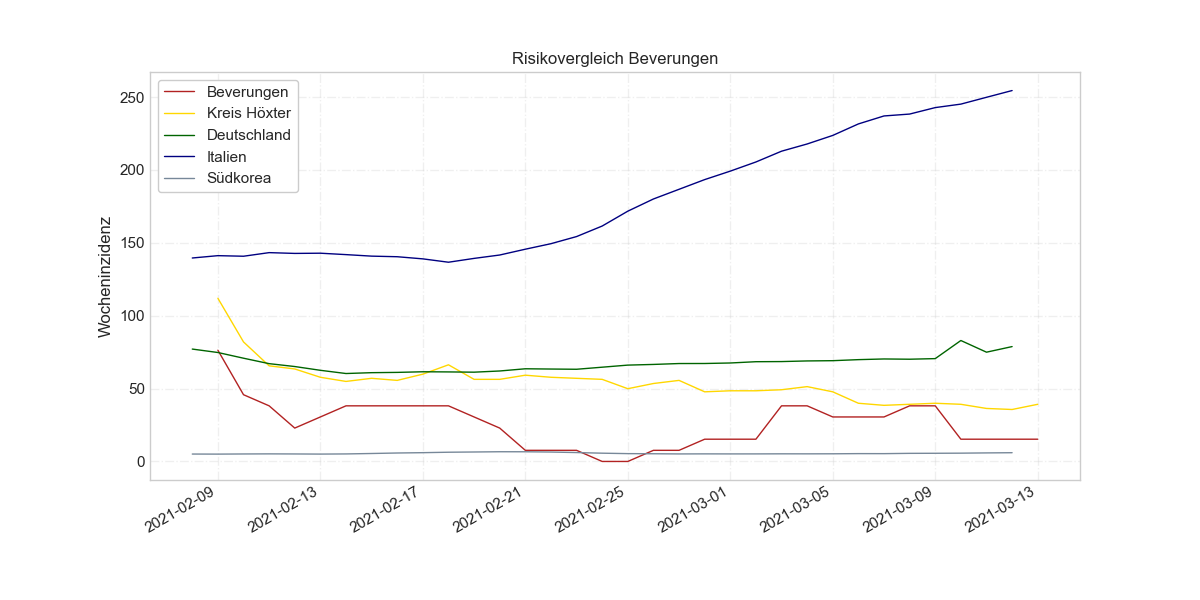 Risikovergleich Beverungen
Beverungen
Kreis Höxter
Deutschland
Italien
Südkorea
Wocheninzidenz
250
200
150
100
50
0
2021-02-09
2021-02-13
2021-02-17
2021-02-21
2021-02-25
2021-03-01
2021-03-05
2021-03-09
2021-03-13